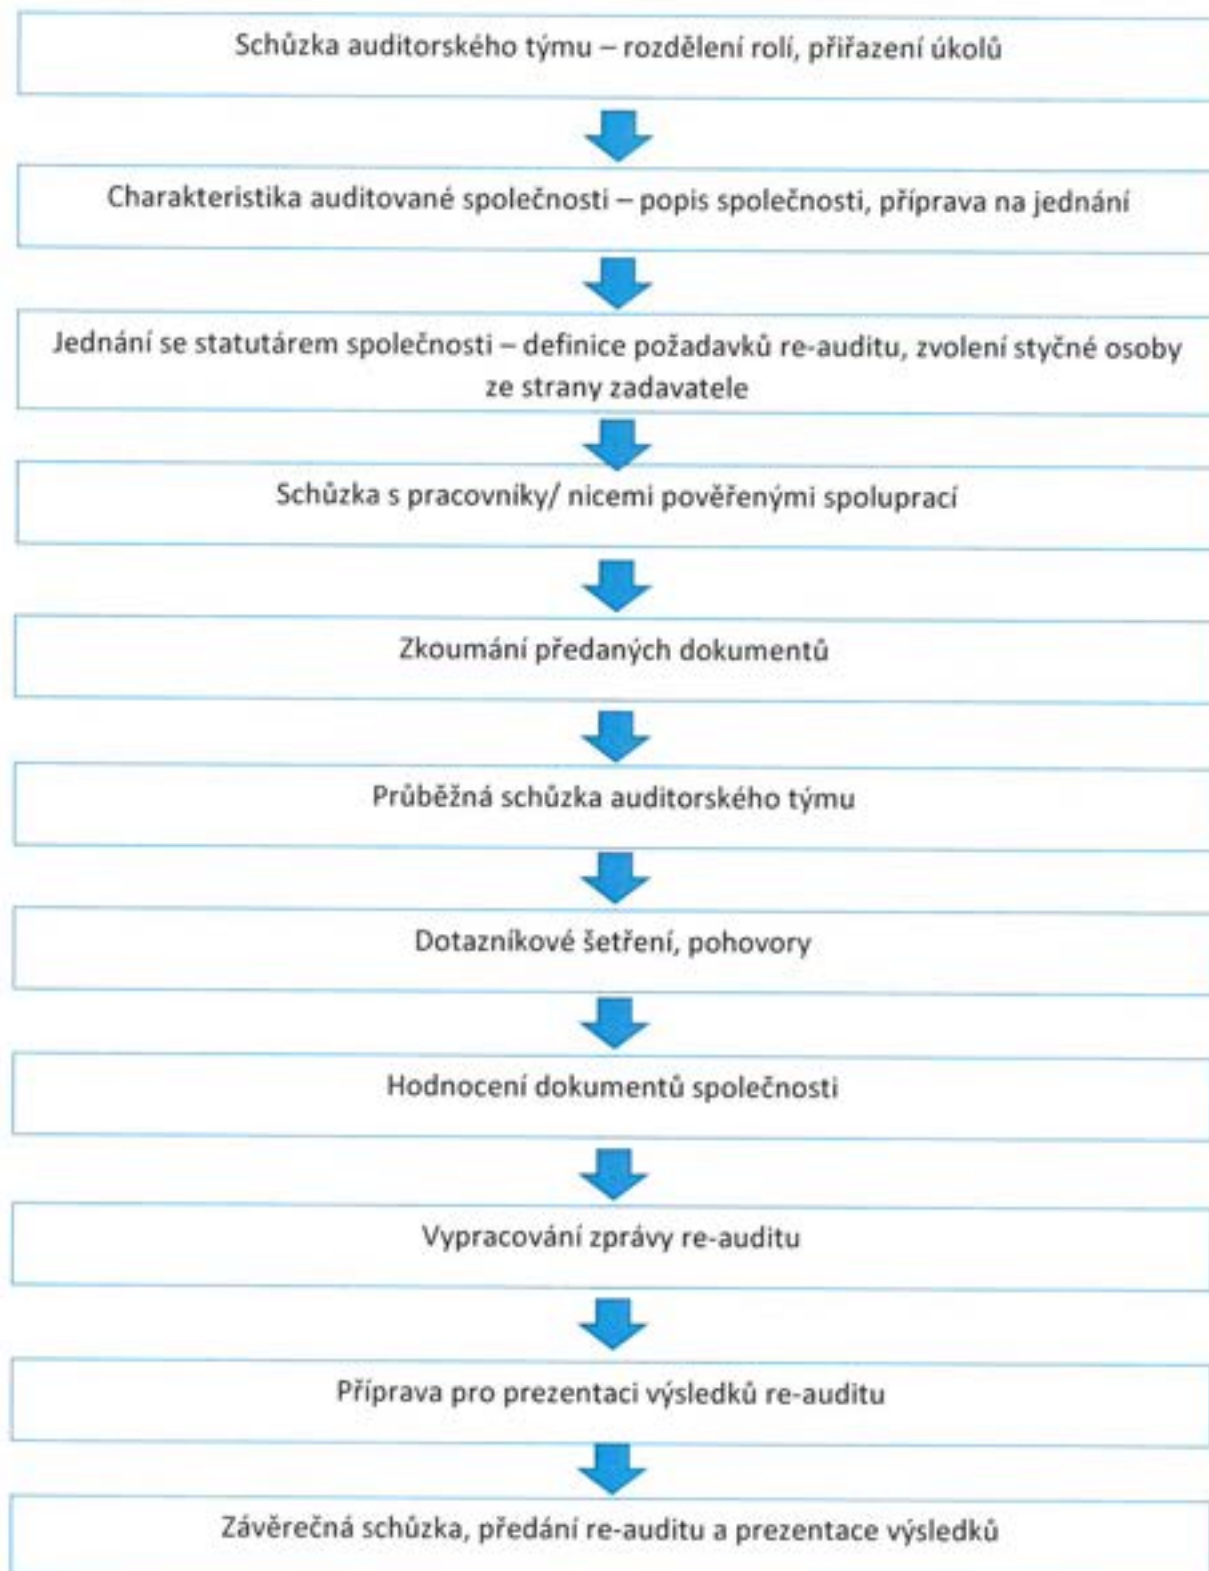 Schůzka auditorského týmu – rozdělení rolí, přiřazení úkolů
Charakteristika auditované společnosti – popis společnosti, příprava na jednání
Jednání se statutárem společnosti – definice požadavků re-auditu, zvolení styčné osoby
ze strany zadavatele
Schůzka s pracovníky/ nicemi pověřenými spoluprací
Zkoumání předaných dokumentů
Průběžná schůzka auditorského týmu
Dotazníkové šetření, pohovory
Hodnocení dokumentů společnosti
Vypracování zprávy re-auditu
Příprava pro prezentaci výsledků re-auditu
Závěrečná schůzka, předání re-auditu a prezentace výsledků